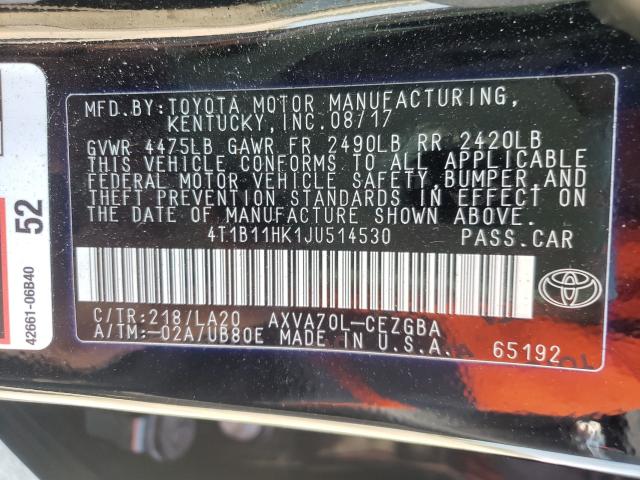 MFD.BY:TOYOTA MOTOR MANUFACTURING,
KENTUCKY, INC.08/17
GVWR 4475LB GAWR FR 2490LB RR 2420LB
THIS VEHICLE CONFORMS TO ALL APPLICABLE
FEDERAL MOTOR VEHICLE SAFETY,BUMPER,AND
THEFT PREVENTION STANDARDS IN EFFECT ON
THE DATE OF MANUFACTURE SHOWN ABOVE.
4T1B11HK1JU514530 PASS.CAR
C/TR:218/LA20 AXVA70L-CEZGBA
A/TM:-02A/UB80E MADE IN U.S.A. 65192
TOYOTA
52
42661-06B40